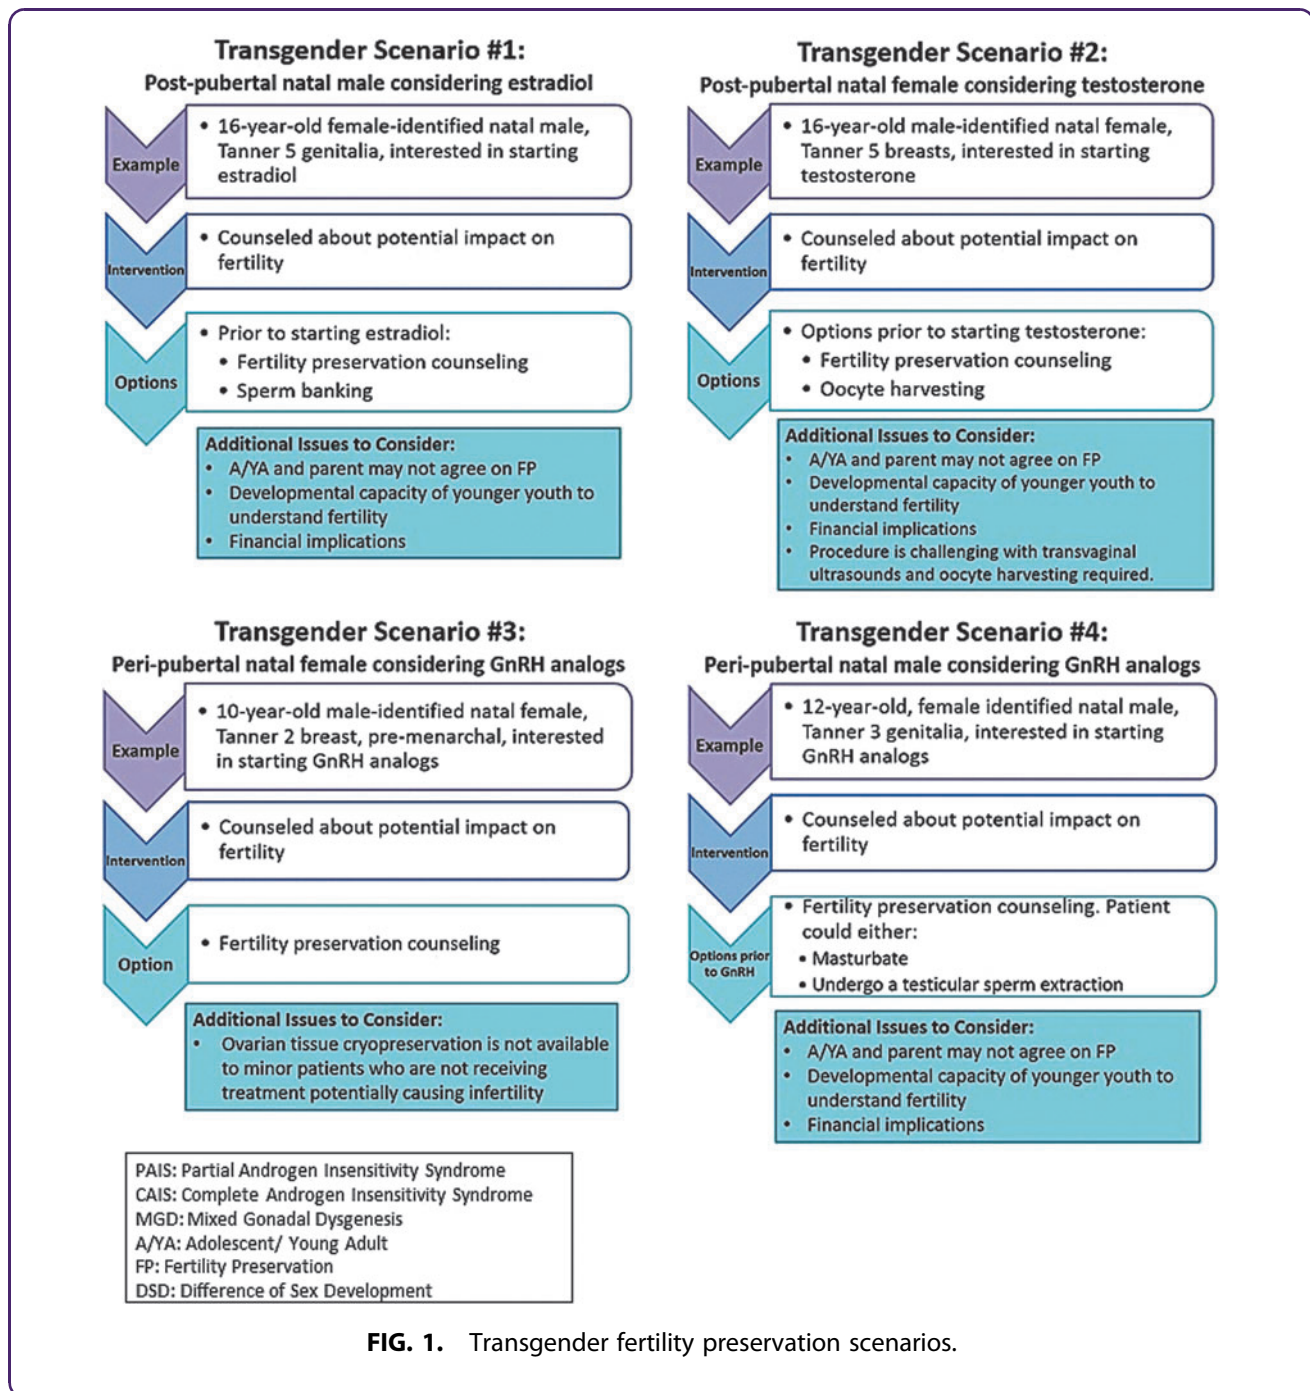 Transgender Scenario #1:
Post-pubertal natal male considering estradiol
Example
• 16-year-old female-identified natal male,
Tanner 5 genitalia, interested in starting
estradiol
Intervention
• Counseled about potential impact on
fertility
Options
• Prior to starting estradiol:
• Fertility preservation counseling
• Sperm banking
Additional Issues to Consider:
• A/YA and parent may not agree on FP
• Developmental capacity of younger youth to
understand fertility
• Financial implications
Transgender Scenario #2:
Post-pubertal natal female considering testosterone
Example
• 16-year-old male-identified natal female,
Tanner 5 breasts, interested in starting
testosterone
Intervention
• Counseled about potential impact on
fertility
Options
• Options prior to starting testosterone:
• Fertility preservation counseling
• Oocyte harvesting
Additional Issues to Consider:
• A/YA and parent may not agree on FP
• Developmental capacity of younger youth to
understand fertility
• Financial implications
• Procedure is challenging with transvaginal
ultrasounds and oocyte harvesting required.
Transgender Scenario #3:
Peri-pubertal natal female considering GnRH analogs
Example
• 10-year-old male-identified natal female,
Tanner 2 breast, pre-menarchal, interested
in starting GnRH analogs
Intervention
• Counseled about potential impact on
fertility
Option
• Fertility preservation counseling
Additional Issues to Consider:
• Ovarian tissue cryopreservation is not available
to minor patients who are not receiving
treatment potentially causing infertility
Transgender Scenario #4:
Peri-pubertal natal male considering GnRH analogs
Example
• 12-year-old, female identified natal male,
Tanner 3 genitalia, interested in starting
GnRH analogs
Intervention
• Counseled about potential impact on
fertility
Options prior
to GnRH
• Fertility preservation counseling. Patient
could either:
• Masturbate
• Undergo a testicular sperm extraction
Additional Issues to Consider:
• A/YA and parent may not agree on FP
• Developmental capacity of younger youth to
understand fertility
• Financial implications
PAIS: Partial Androgen Insensitivity Syndrome
CAIS: Complete Androgen Insensitivity Syndrome
MGD: Mixed Gonadal Dysgenesis
A/YA: Adolescent/ Young Adult
FP: Fertility Preservation
DSD: Difference of Sex Development
FIG. 1. Transgender fertility preservation scenarios.